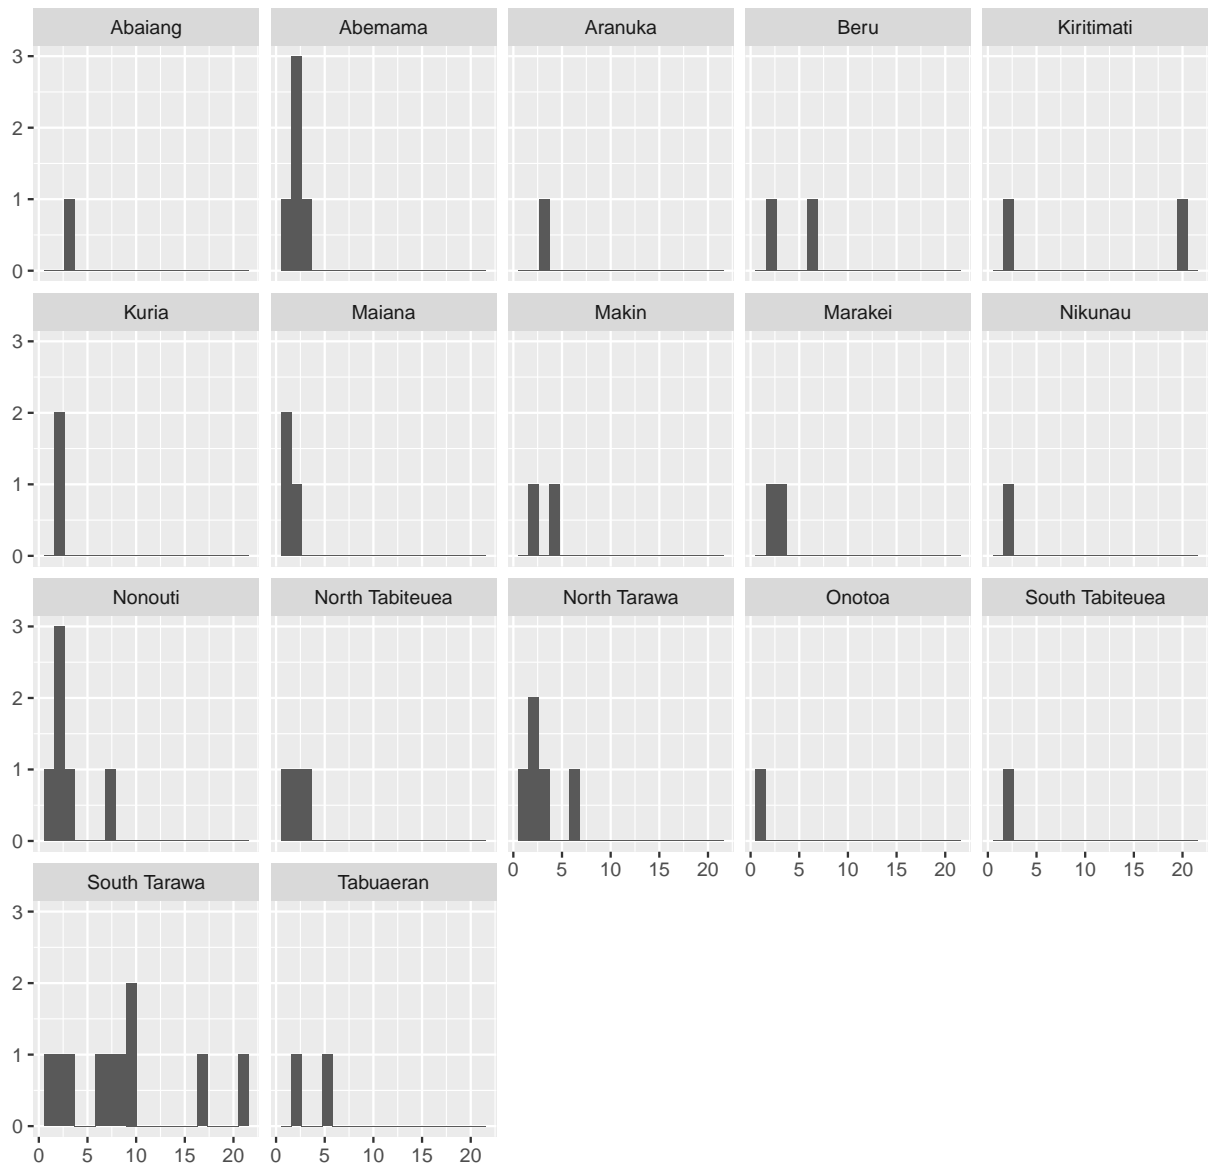 Abaiang Abemama Aranuka Beru Kiritimati
3
2
1
0
Kuria Maiana Makin Marakei Nikunau
3
2
1
0
Nonouti North Tabiteuea North Tarawa Onotoa South Tabiteuea
3
2
1
0
0 5 10 15 20 0 5 10 15 20 0 5 10 15 20
South Tarawa Tabuaeran
3
2
1
0
0 5 10 15 20 0 5 10 15 20